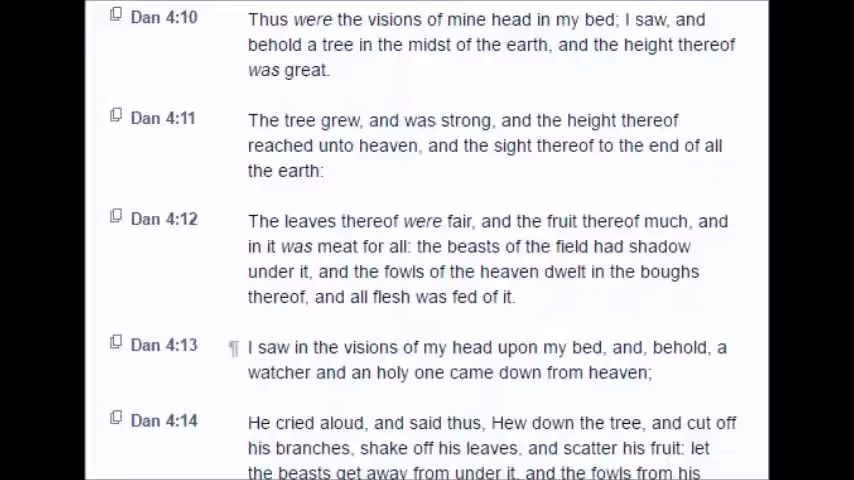 Dan 4:10 Thus were the visions of mine head in my bed; I saw, and
behold a tree in the midst of the earth, and the height thereof
was great.
Dan 4:11 The tree grew, and was strong, and the height thereof
reached unto heaven, and the sight thereof to the end of all
the earth:
Dan 4:12 The leaves thereof were fair, and the fruit thereof much, and
in it was meat for all: the beasts of the field had shadow
under it, and the fowls of the heaven dwelt in the boughs
thereof, and all flesh was fed of it.
Dan 4:13 ¶ I saw in the visions of my head upon my bed, and, behold, a
watcher and an holy one came down from heaven;
Dan 4:14 He cried aloud, and said thus, Hew down the tree, and cut off
his branches, shake off his leaves, and scatter his fruit: let
the beasts get away from under it, and the fowls from his